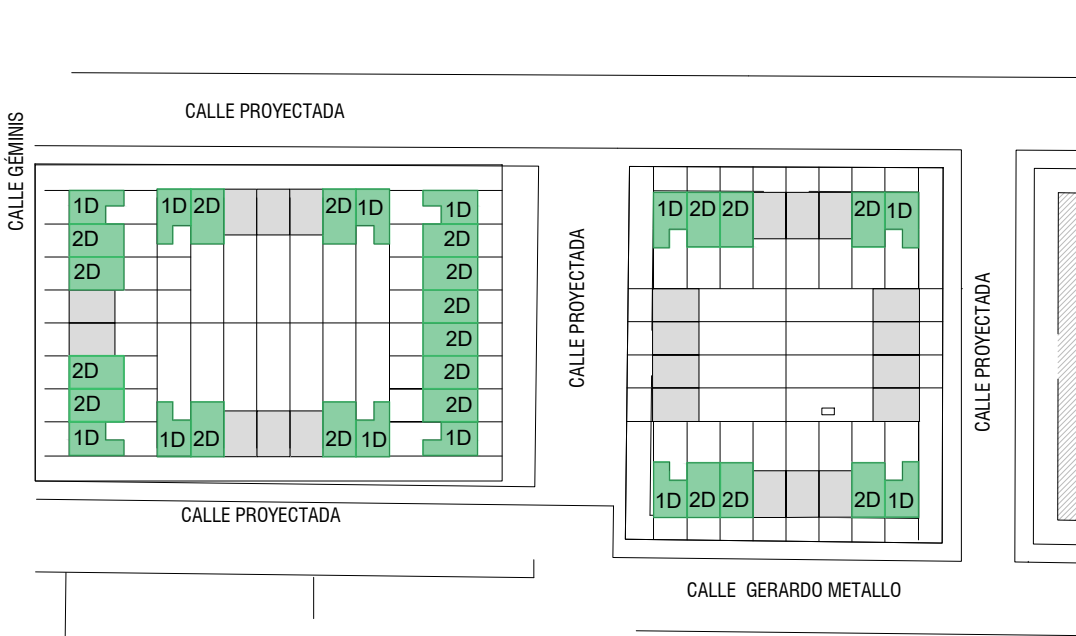 CALLE PROYECTADA
CALLE GÉMINIS
1D 1D 2D 2D 1D 1D 1D 2D 2D 2D 1D
2D 2D
2D 2D
2D
2D
2D 2D
2D 2D
1D 1D 2D 2D 1D 1D
CALLE PROYECTADA
CALLE PROYECTADA
1D 2D 2D 2D 1D
CALLE PROYECTADA
CALLE GERARDO METALLO